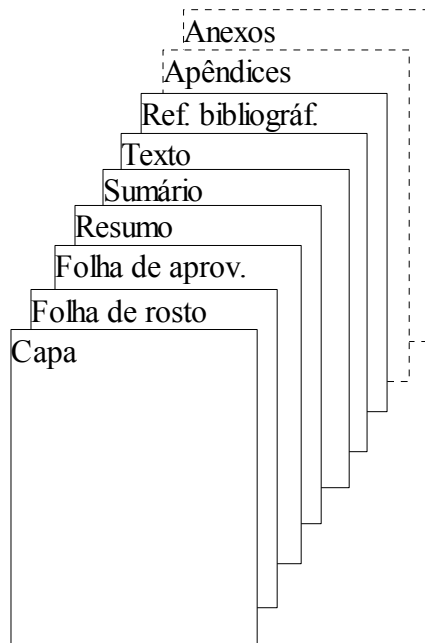 Anexos
Apêndices
Ref. bibliográf.
Texto
Sumário
Resumo
Folha de aprov.
Folha de rosto
Capa